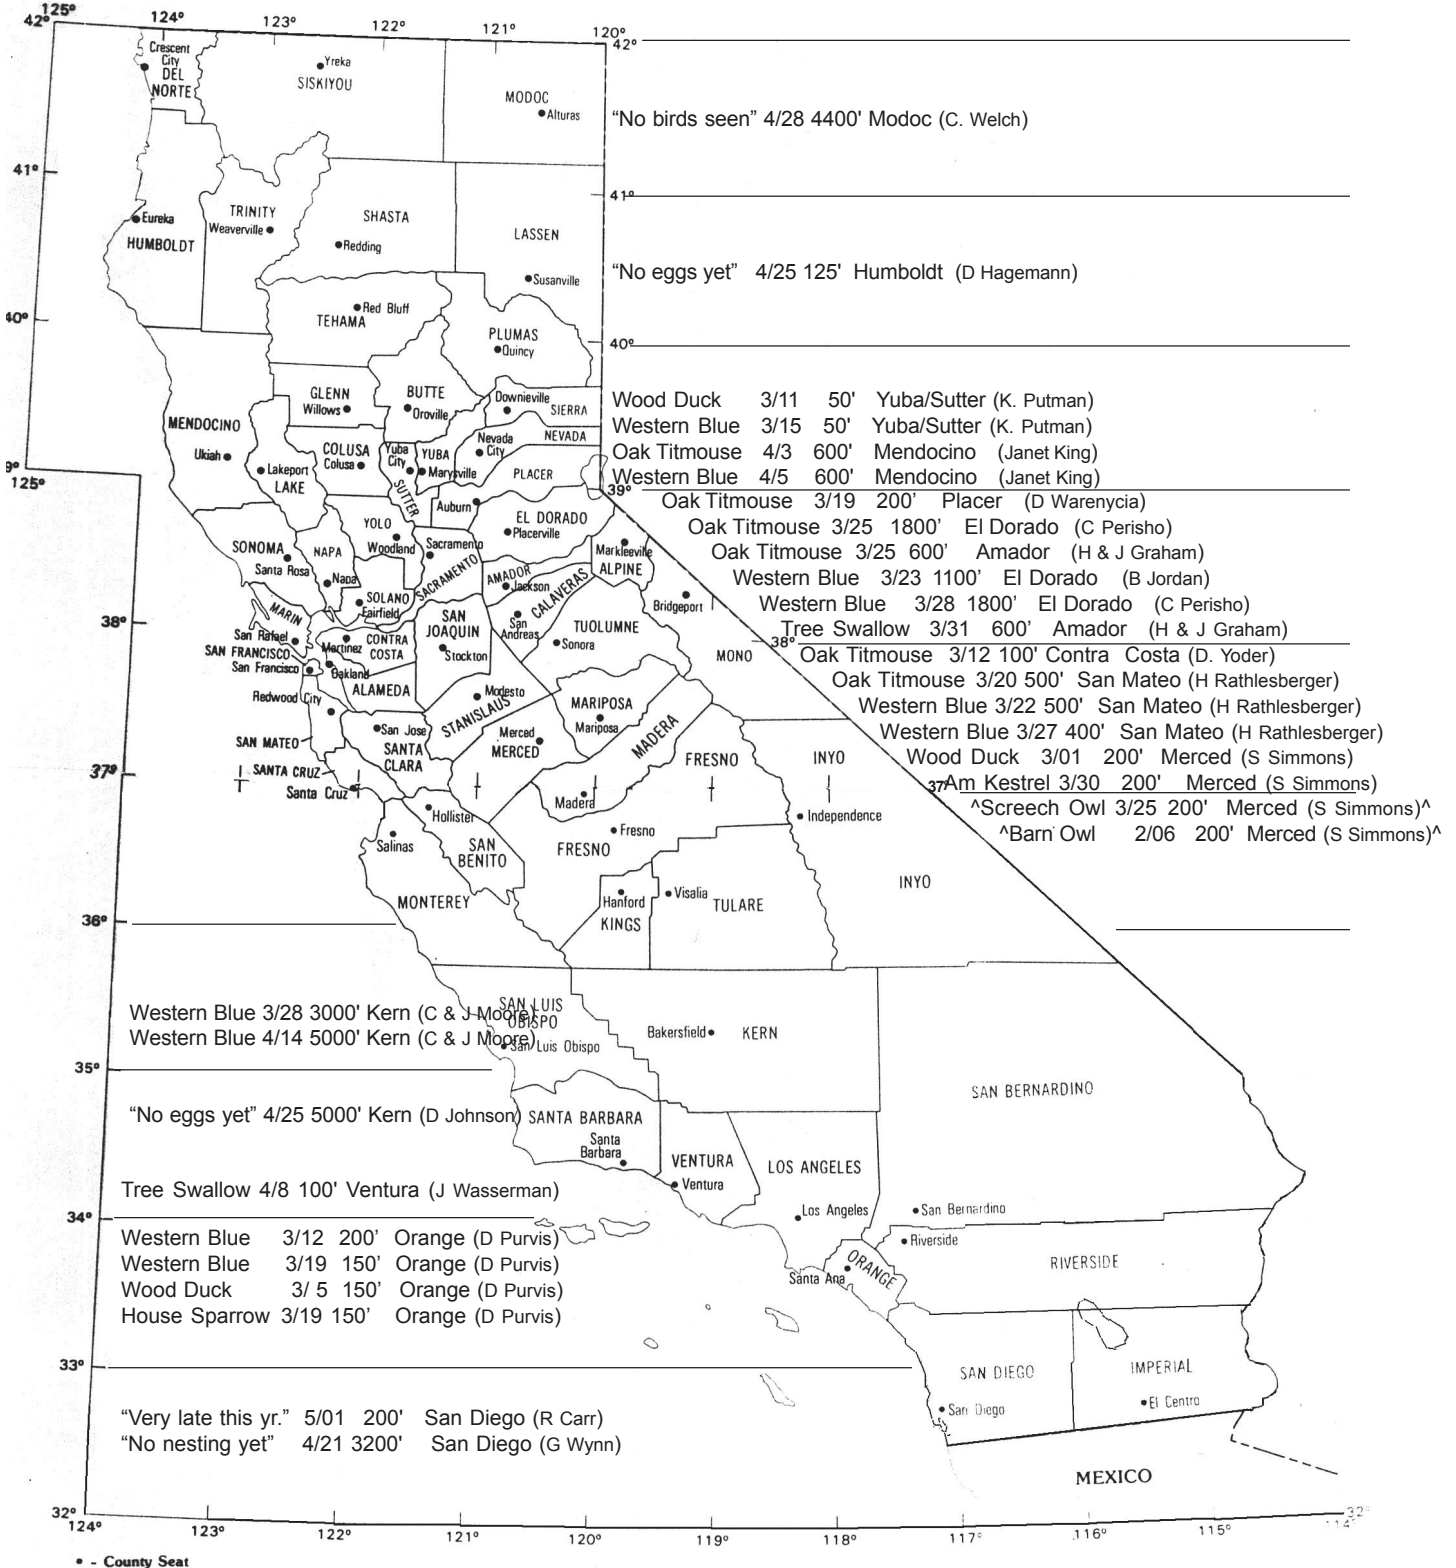 125°
42°
124°
123°
122°
121°
120°
42°
Crescent
City
DEL
NORTE
Yreka
SISKIYOU
MODOC
Alturas
“No birds seen” 4/28 4400' Modoc (C. Welch)
41°
41°
Eureka
HUMBOLDT
TRINITY
Weaverville
SHASTA
Redding
LASSEN
Susanville
“No eggs yet” 4/25 125' Humboldt (D Hagemann)
40°
Red Bluff
TEHAMA
PLUMAS
Quincy
40°
GLENN
Willows
BUTTE
Oroville
Downieville
SIERRA
Wood Duck 3/11 50' Yuba/Sutter (K. Putman)
MENDOCINO
Ukiah
Lakeport
LAKE
COLUSA
Colusa
Yuba
City
YUBA
Marysville
SUTTER
Nevada
City
NEVADA
PLACER
Western Blue 3/15 50' Yuba/Sutter (K. Putman)
Oak Titmouse 4/3 600' Mendocino (Janet King)
Western Blue 4/5 600' Mendocino (Janet King)
9°
125°
39°
Auburn
Oak Titmouse 3/19 200’ Placer (D Warenycia)
EL DORADO
Placerville
Oak Titmouse 3/25 1800’ El Dorado (C Perisho)
YOLO
Woodland
Sacramento
SACRAMENTO
SONOMA
Santa Rosa
NAPA
Napa
Markleeville
ALPINE
Oak Titmouse 3/25 600’ Amador (H & J Graham)
AMADOR
Jackson
CALAVERAS
Western Blue 3/23 1100’ El Dorado (B Jordan)
SOLANO
Fairfield
MARIN
San Rafael
SAN
JOAQUIN
Stockton
San
Andreas
TUOLUMNE
Sonora
Bridgeport
Western Blue 3/28 1800’ El Dorado (C Perisho)
Tree Swallow 3/31 600’ Amador (H & J Graham)
38°
38°
MONO
Martinez
CONTRA
COSTA
SAN FRANCISCO
San Francisco
Oakland
ALAMEDA
Oak Titmouse 3/12 100' Contra Costa (D. Yoder)
Oak Titmouse 3/20 500' San Mateo (H Rathlesberger)
Redwood City
Modesto
STANISLAUS
MARIPOSA
Mariposa
Western Blue 3/22 500' San Mateo (H Rathlesberger)
SAN MATEO
San Jose
SANTA
CLARA
Merced
MERCED
MADERA
Madera
Western Blue 3/27 400' San Mateo (H Rathlesberger)
FRESNO
INYO
Wood Duck 3/01 200' Merced (S Simmons)
37°
SANTA CRUZ
Santa Cruz
37
Am Kestrel 3/30 200' Merced (S Simmons)
^Screech Owl 3/25 200' Merced (S Simmons)^
Hollister
Salinas
SAN
BENITO
Fresno
FRESNO
Independence
^Barn Owl 2/06 200' Merced (S Simmons)^
MONTEREY
Hanford
KINGS
Visalia
TULARE
INYO
36°
Western Blue 3/28 3000' Kern (C & J Moore)
Western Blue 4/14 5000' Kern (C & J Moore)
SAN LUIS
OBISPO
San Luis Obispo
Bakersfield
KERN
35°
SAN BERNARDINO
“No eggs yet” 4/25 5000' Kern (D Johnson)
SANTA BARBARA
Santa
Barbara
VENTURA
Ventura
LOS ANGELES
Los Angeles
San Bernardino
Tree Swallow 4/8 100' Ventura (J Wasserman)
34°
Western Blue 3/12 200’ Orange (D Purvis)
Western Blue 3/19 150’ Orange (D Purvis)
Wood Duck 3/ 5 150’ Orange (D Purvis)
House Sparrow 3/19 150’ Orange (D Purvis)
Riverside
RIVERSIDE
Santa Ana
ORANGE
33°
SAN DIEGO
San Diego
IMPERIAL
El Centro
“Very late this yr.” 5/01 200' San Diego (R Carr)
“No nesting yet” 4/21 3200' San Diego (G Wynn)
MEXICO
32°
32°
124°
123°
122°
121°
120°
119°
118°
117°
116°
115°
114°
• - County Seat